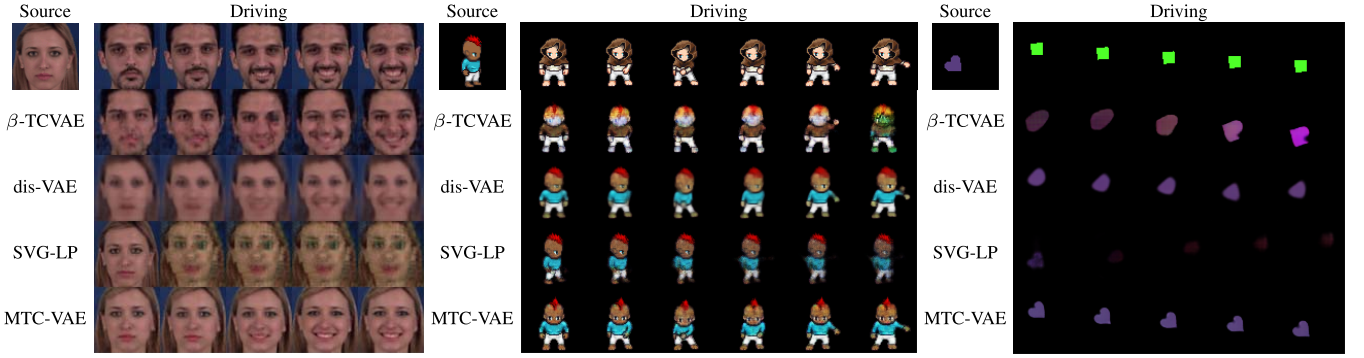 Source Driving Source Driving Source Driving
β-TCVAE β-TCVAE β-TCVAE
dis-VAE dis-VAE dis-VAE
SVG-LP SVG-LP SVG-LP
MTC-VAE MTC-VAE MTC-VAE